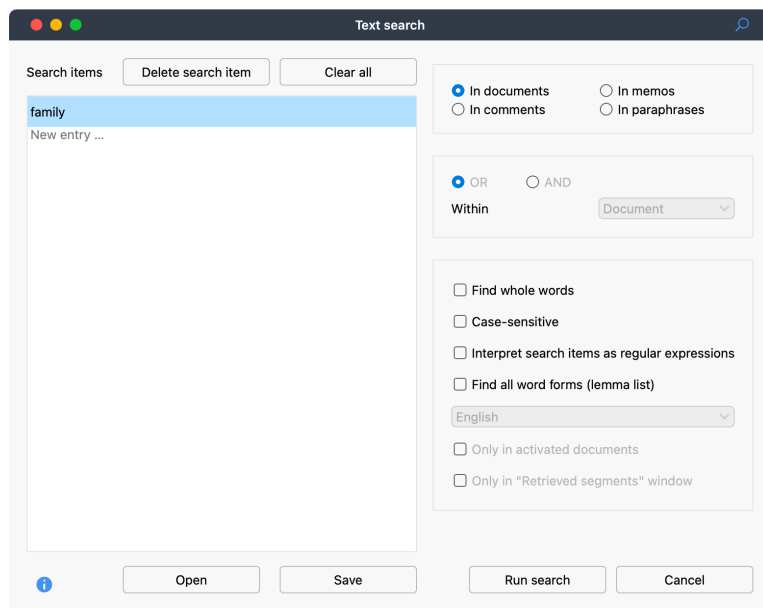 Text search
Search items
Delete search item
Clear all
family
New entry ...
In documents
In memos
In comments
In paraphrases
OR
AND
Within
Document
Find whole words
Case-sensitive
Interpret search items as regular expressions
Find all word forms (lemma list)
English
Only in activated documents
Only in "Retrieved segments" window
Open
Save
Run search
Cancel